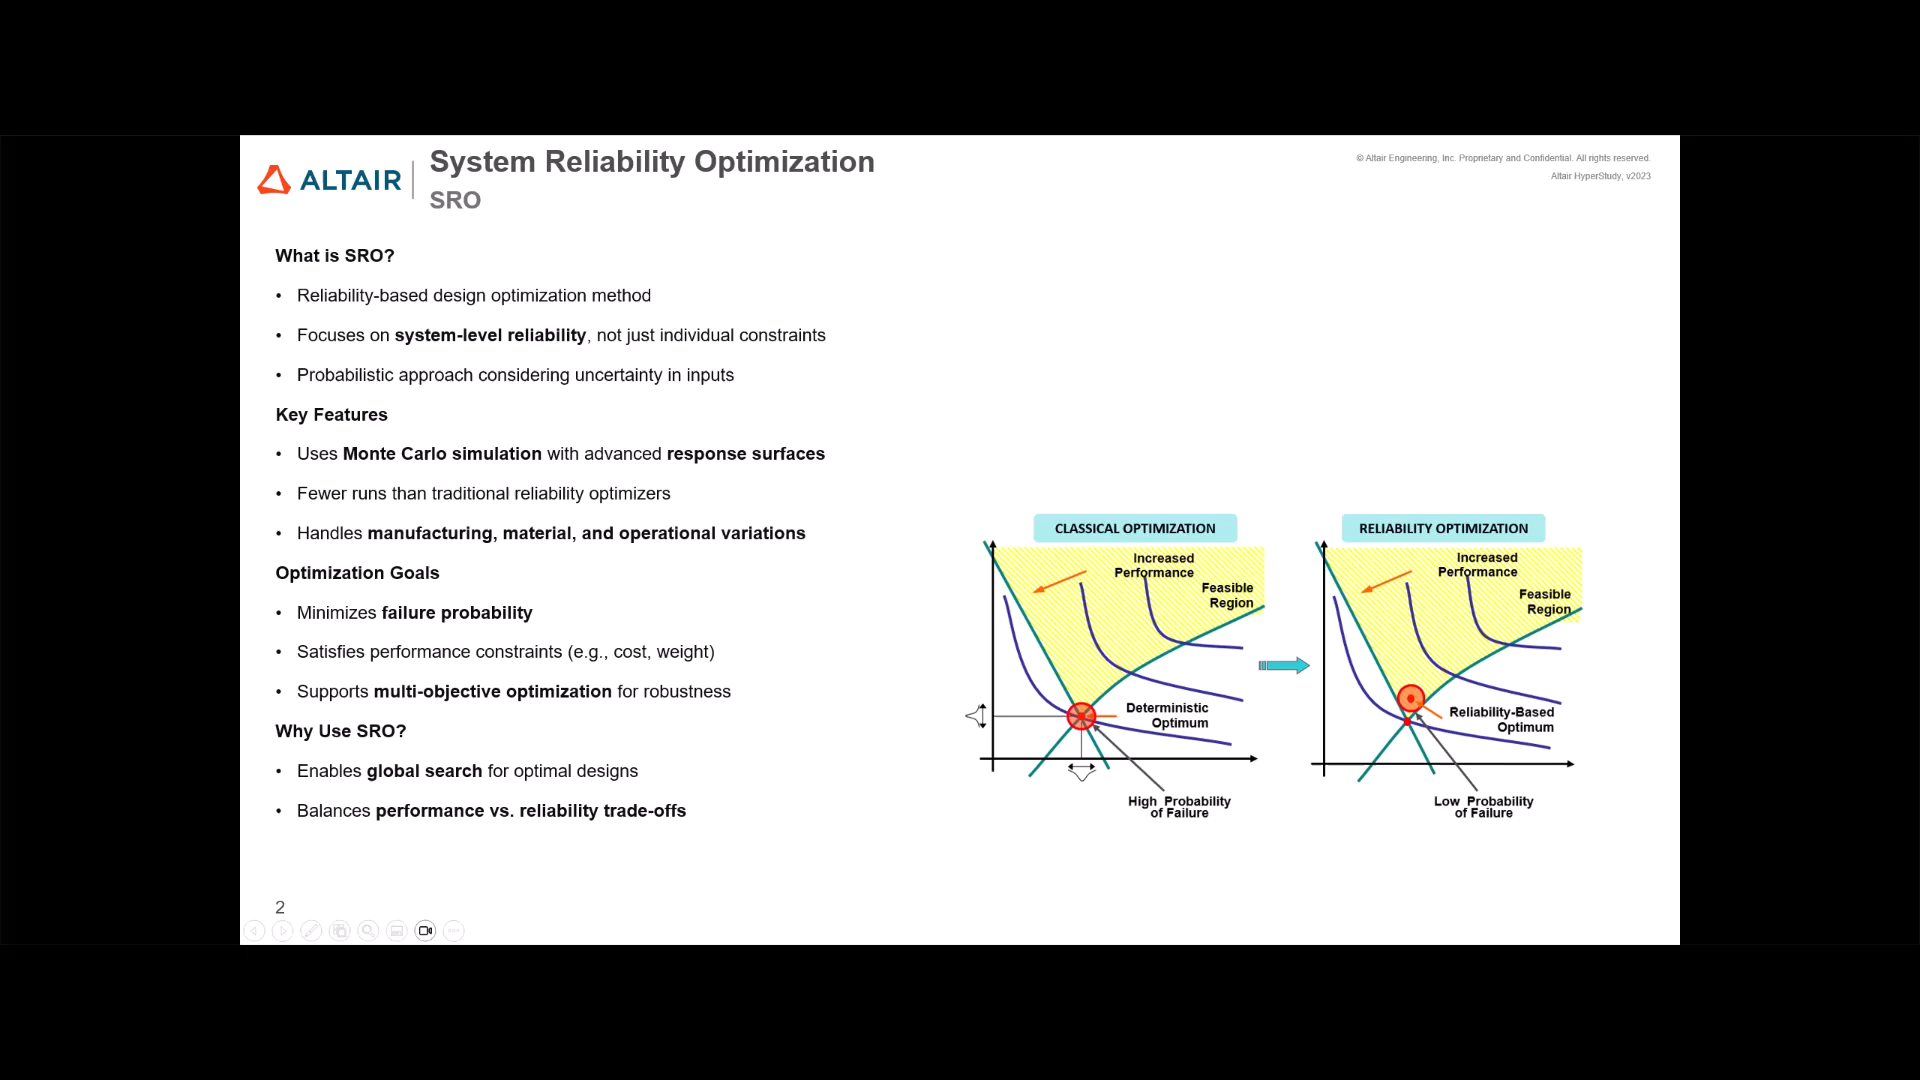 ALTAIR
System Reliability Optimization
SRO
© Altair Engineering, Inc. Proprietary and Confidential. All rights reserved.
Altair HyperStudy, v2023
What is SRO?
• Reliability-based design optimization method
• Focuses on system-level reliability, not just individual constraints
• Probabilistic approach considering uncertainty in inputs
Key Features
• Uses Monte Carlo simulation with advanced response surfaces
• Fewer runs than traditional reliability optimizers
• Handles manufacturing, material, and operational variations
Optimization Goals
• Minimizes failure probability
• Satisfies performance constraints (e.g., cost, weight)
• Supports multi-objective optimization for robustness
Why Use SRO?
• Enables global search for optimal designs
• Balances performance vs. reliability trade-offs
CLASSICAL OPTIMIZATION
Increased
Performance
Feasible
Region
Deterministic
Optimum
High Probability
of Failure
RELIABILITY OPTIMIZATION
Increased
Performance
Feasible
Region
Reliability-Based
Optimum
Low Probability
of Failure
2